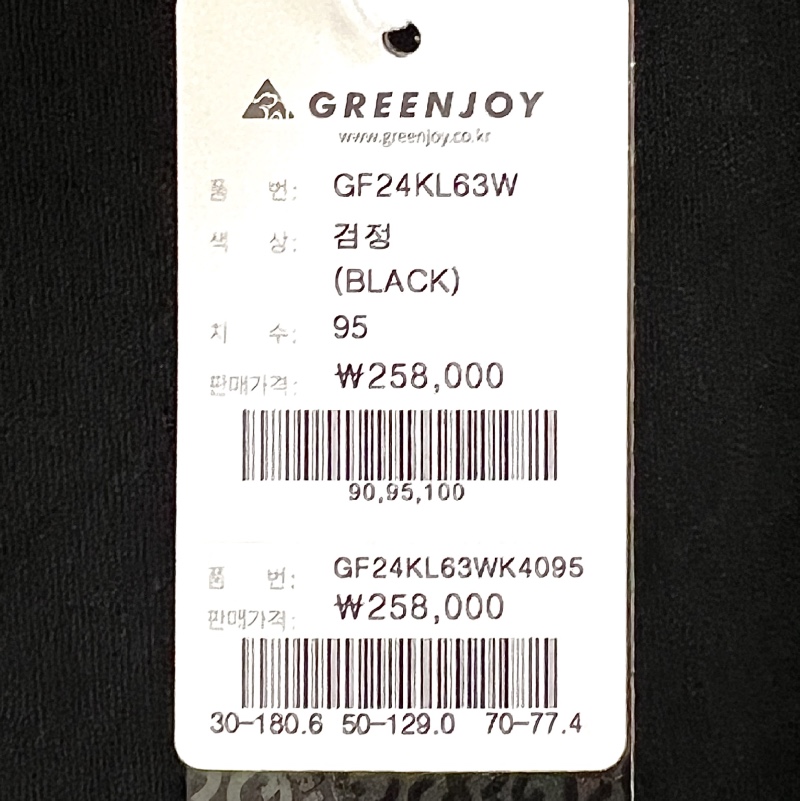 GREENJOY
www.greenjoy.co.kr
품 번: GF24KL63W
색 상: 검정
(BLACK)
치 수: 95
판매가격: ₩258,000
90,95,100
품 번: GF24KL63WK4095
판매가격: ₩258,000
30-180.6 50-129.0 70-77.4